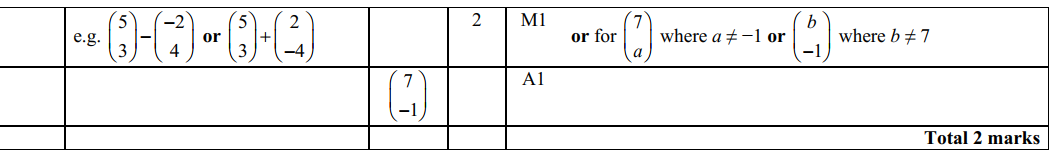 e.g. (5 3) − (−2 4) or (5 3) + (2 −4) 2 M1 or for (7 a) where a ≠ −1 or (b −1) where b ≠ 7
(7 −1) A1
Total 2 marks